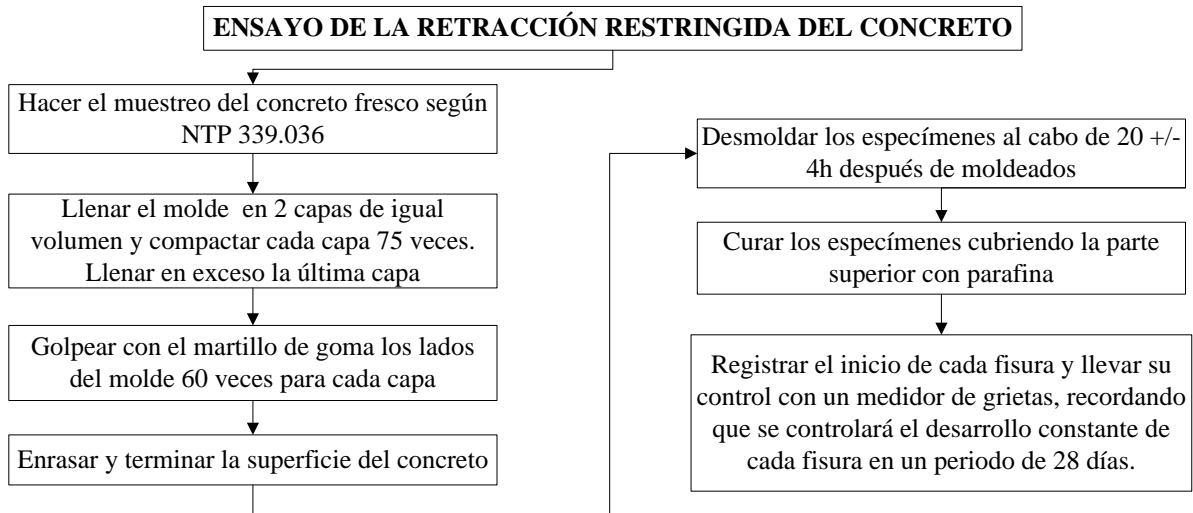 ENSAYO DE LA RETRACCIÓN RESTRINGIDA DEL CONCRETO
Hacer el muestreo del concreto fresco según
NTP 339.036
Llenar el molde en 2 capas de igual
volumen y compactar cada capa 75 veces.
Llenar en exceso la última capa
Golpear con el martillo de goma los lados
del molde 60 veces para cada capa
Enrasar y terminar la superficie del concreto
Desmoldar los especímenes al cabo de 20 +/-
4h después de moldeados
Curar los especímenes cubriendo la parte
superior con parafina
Registrar el inicio de cada fisura y llevar su
control con un medidor de grietas, recordando
que se controlará el desarrollo constante de
cada fisura en un periodo de 28 días.